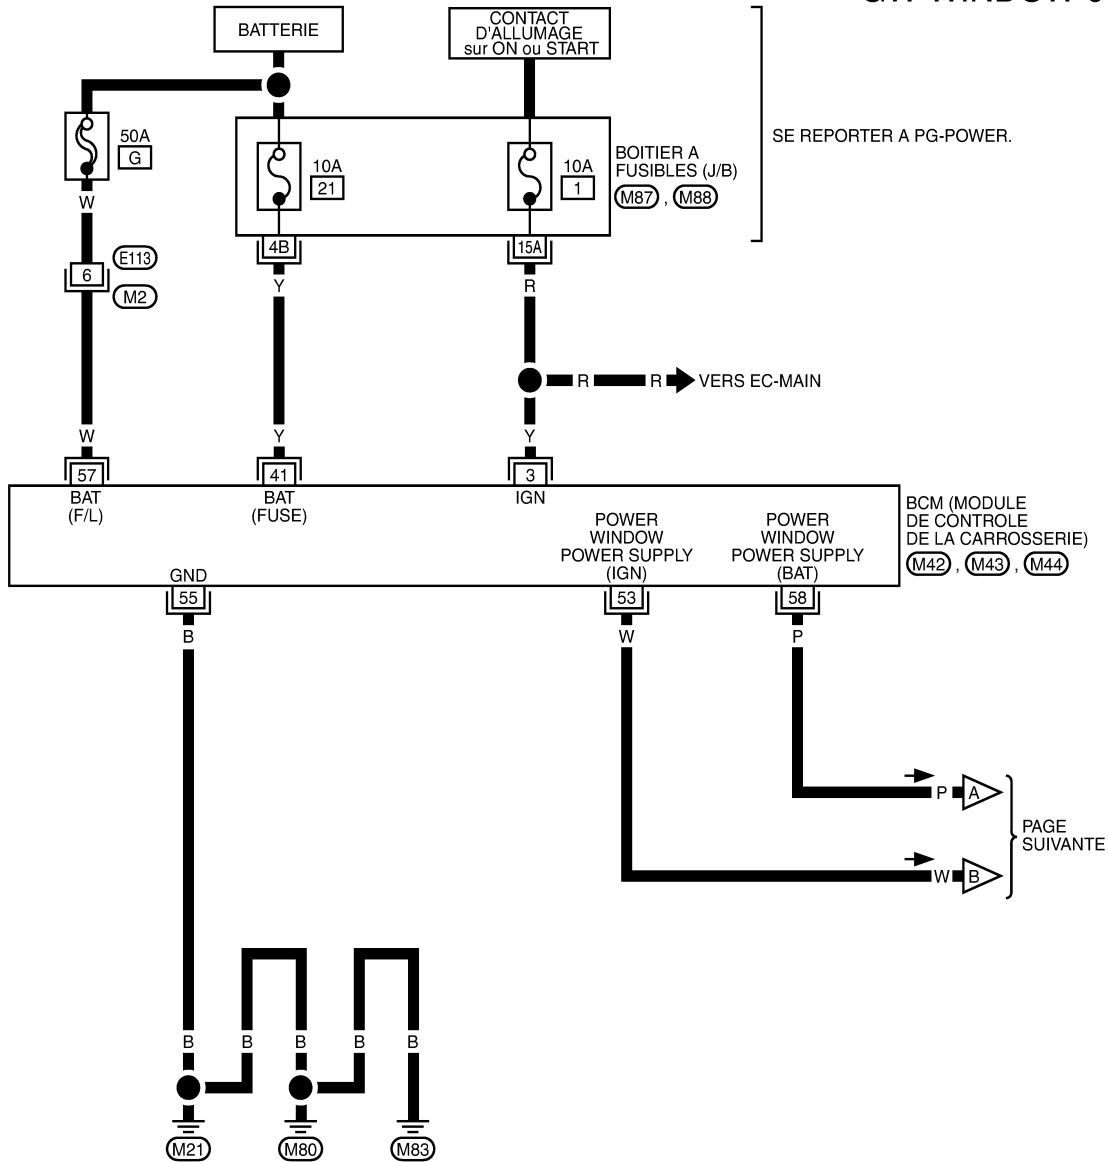 BATTERIE
CONTACT
D'ALLUMAGE
sur ON ou START
50A
G
10A
21
10A
1
BOITIER A
FUSIBLES (J/B)
M87 , M88
SE REPORTER A PG-POWER.
W
4B
15A
6
E113
M2
Y
R
R
R
VERS EC-MAIN
W
Y
Y
57
41
3
BAT
(F/L)
BAT
(FUSE)
IGN
POWER
WINDOW
POWER SUPPLY
(IGN)
POWER
WINDOW
POWER SUPPLY
(BAT)
BCM (MODULE
DE CONTROLE
DE LA CARROSSERIE)
M42 , M43 , M44
GND
55
53
58
B
W
P
P
A
W
B
PAGE
SUIVANTE
B
B
B
B
B
M21
M80
M83